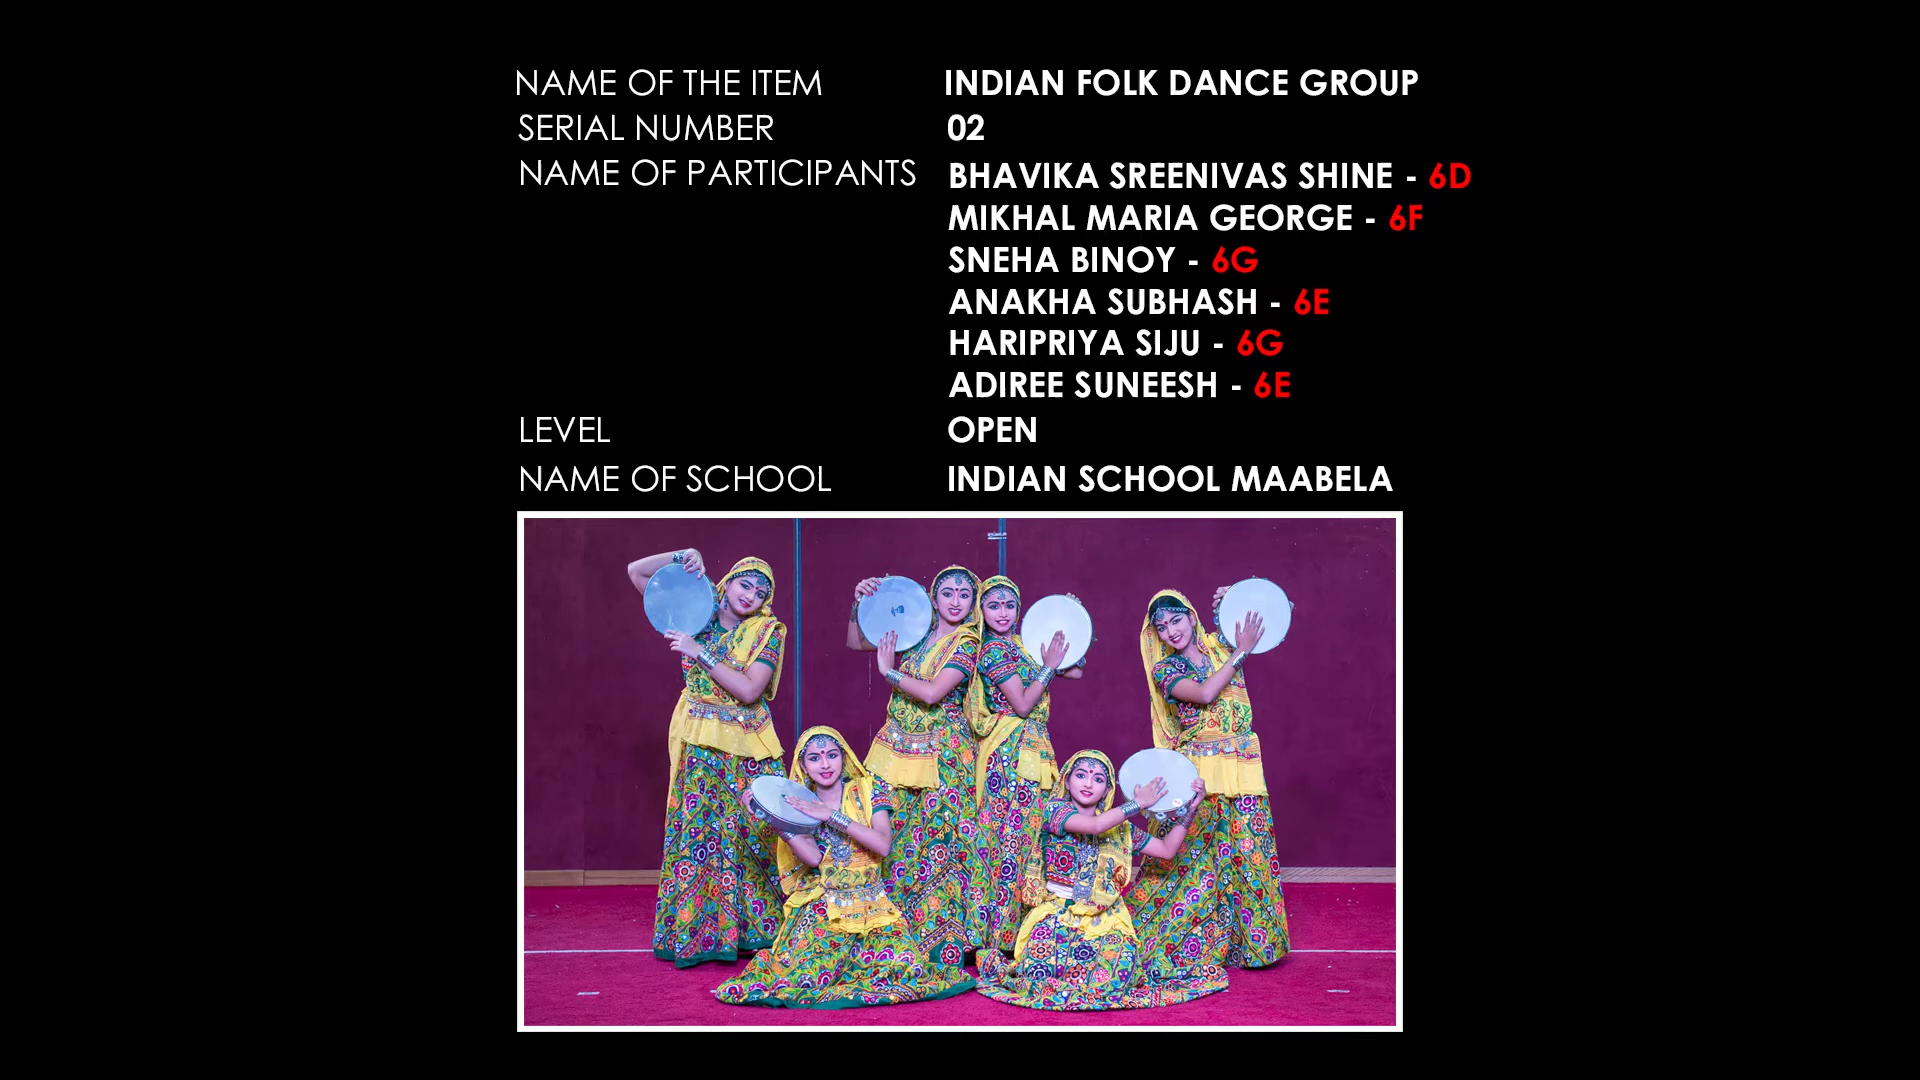 NAME OF THE ITEM INDIAN FOLK DANCE GROUP
SERIAL NUMBER 02
NAME OF PARTICIPANTS BHAVIKA SREENIVAS SHINE - 6D
MIKHAL MARIA GEORGE - 6F
SNEHA BINOY - 6G
ANAKHA SUBHASH - 6E
HARIPRIYA SIJU - 6G
ADIREE SUNEESH - 6E
LEVEL OPEN
NAME OF SCHOOL INDIAN SCHOOL MAABELA